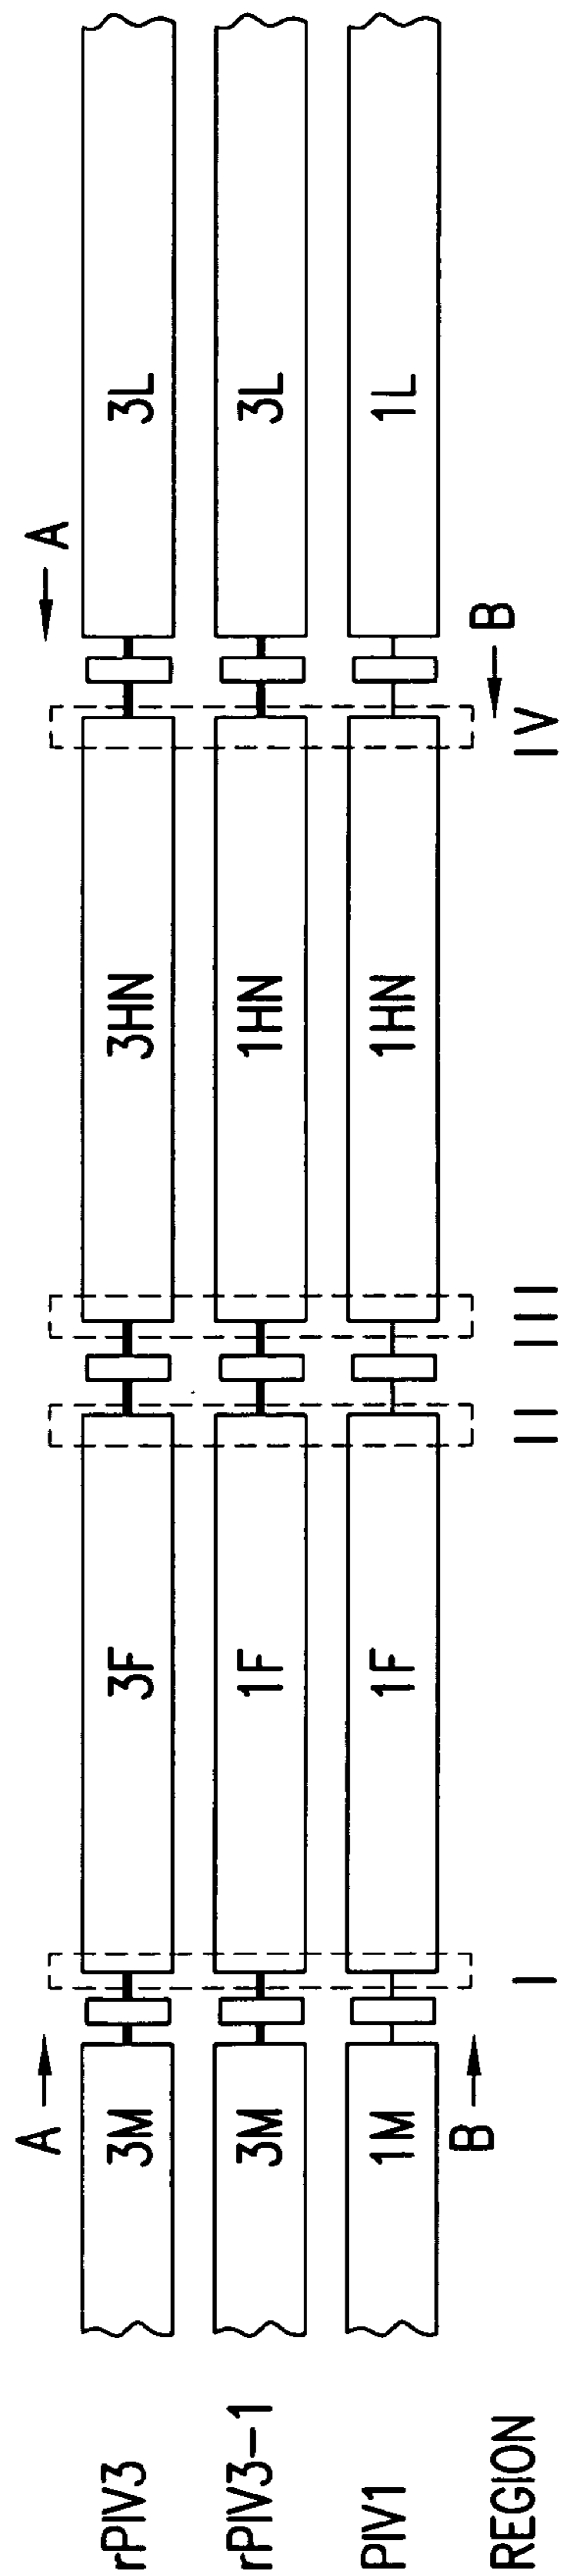 A A
rPIV3 3M 3F 3HN 3L
rPIV3-1 3M 1F 1HN 3L
PIV1 1M 1F 1HN 1L
B B
REGION I II III IV